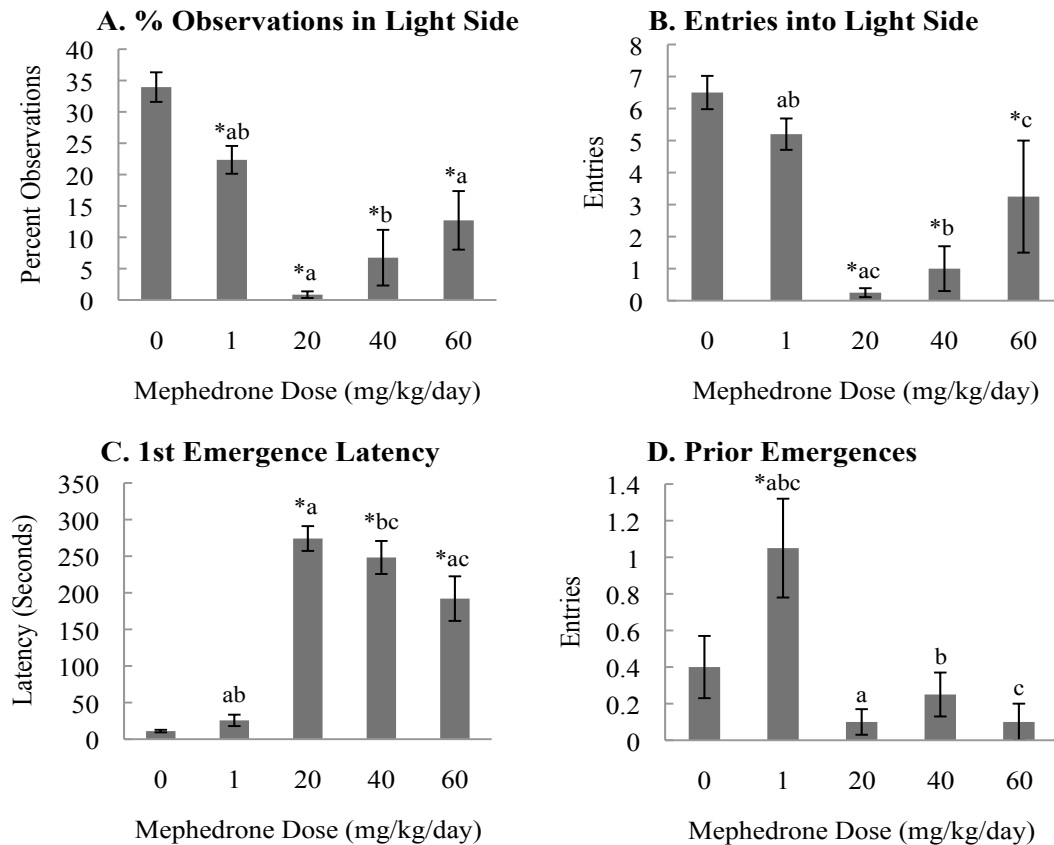 A. % Observations in Light Side
Percent Observations
40
35
30
25
20
15
10
5
0
*ab
*a
*b
*a
0 1 20 40 60
Mephedrone Dose (mg/kg/day)
B. Entries into Light Side
Entries
8
7
6
5
4
3
2
1
0
ab
*ac
*b
*c
0 1 20 40 60
Mephedrone Dose (mg/kg/day)
C. 1st Emergence Latency
Latency (Seconds)
350
300
250
200
150
100
50
0
ab
*a
*bc
*ac
0 1 20 40 60
Mephedrone Dose (mg/kg/day)
D. Prior Emergences
Entries
1.4
1.2
1
0.8
0.6
0.4
0.2
0
*abc
a
b
c
0 1 20 40 60
Mephedrone Dose (mg/kg/day)